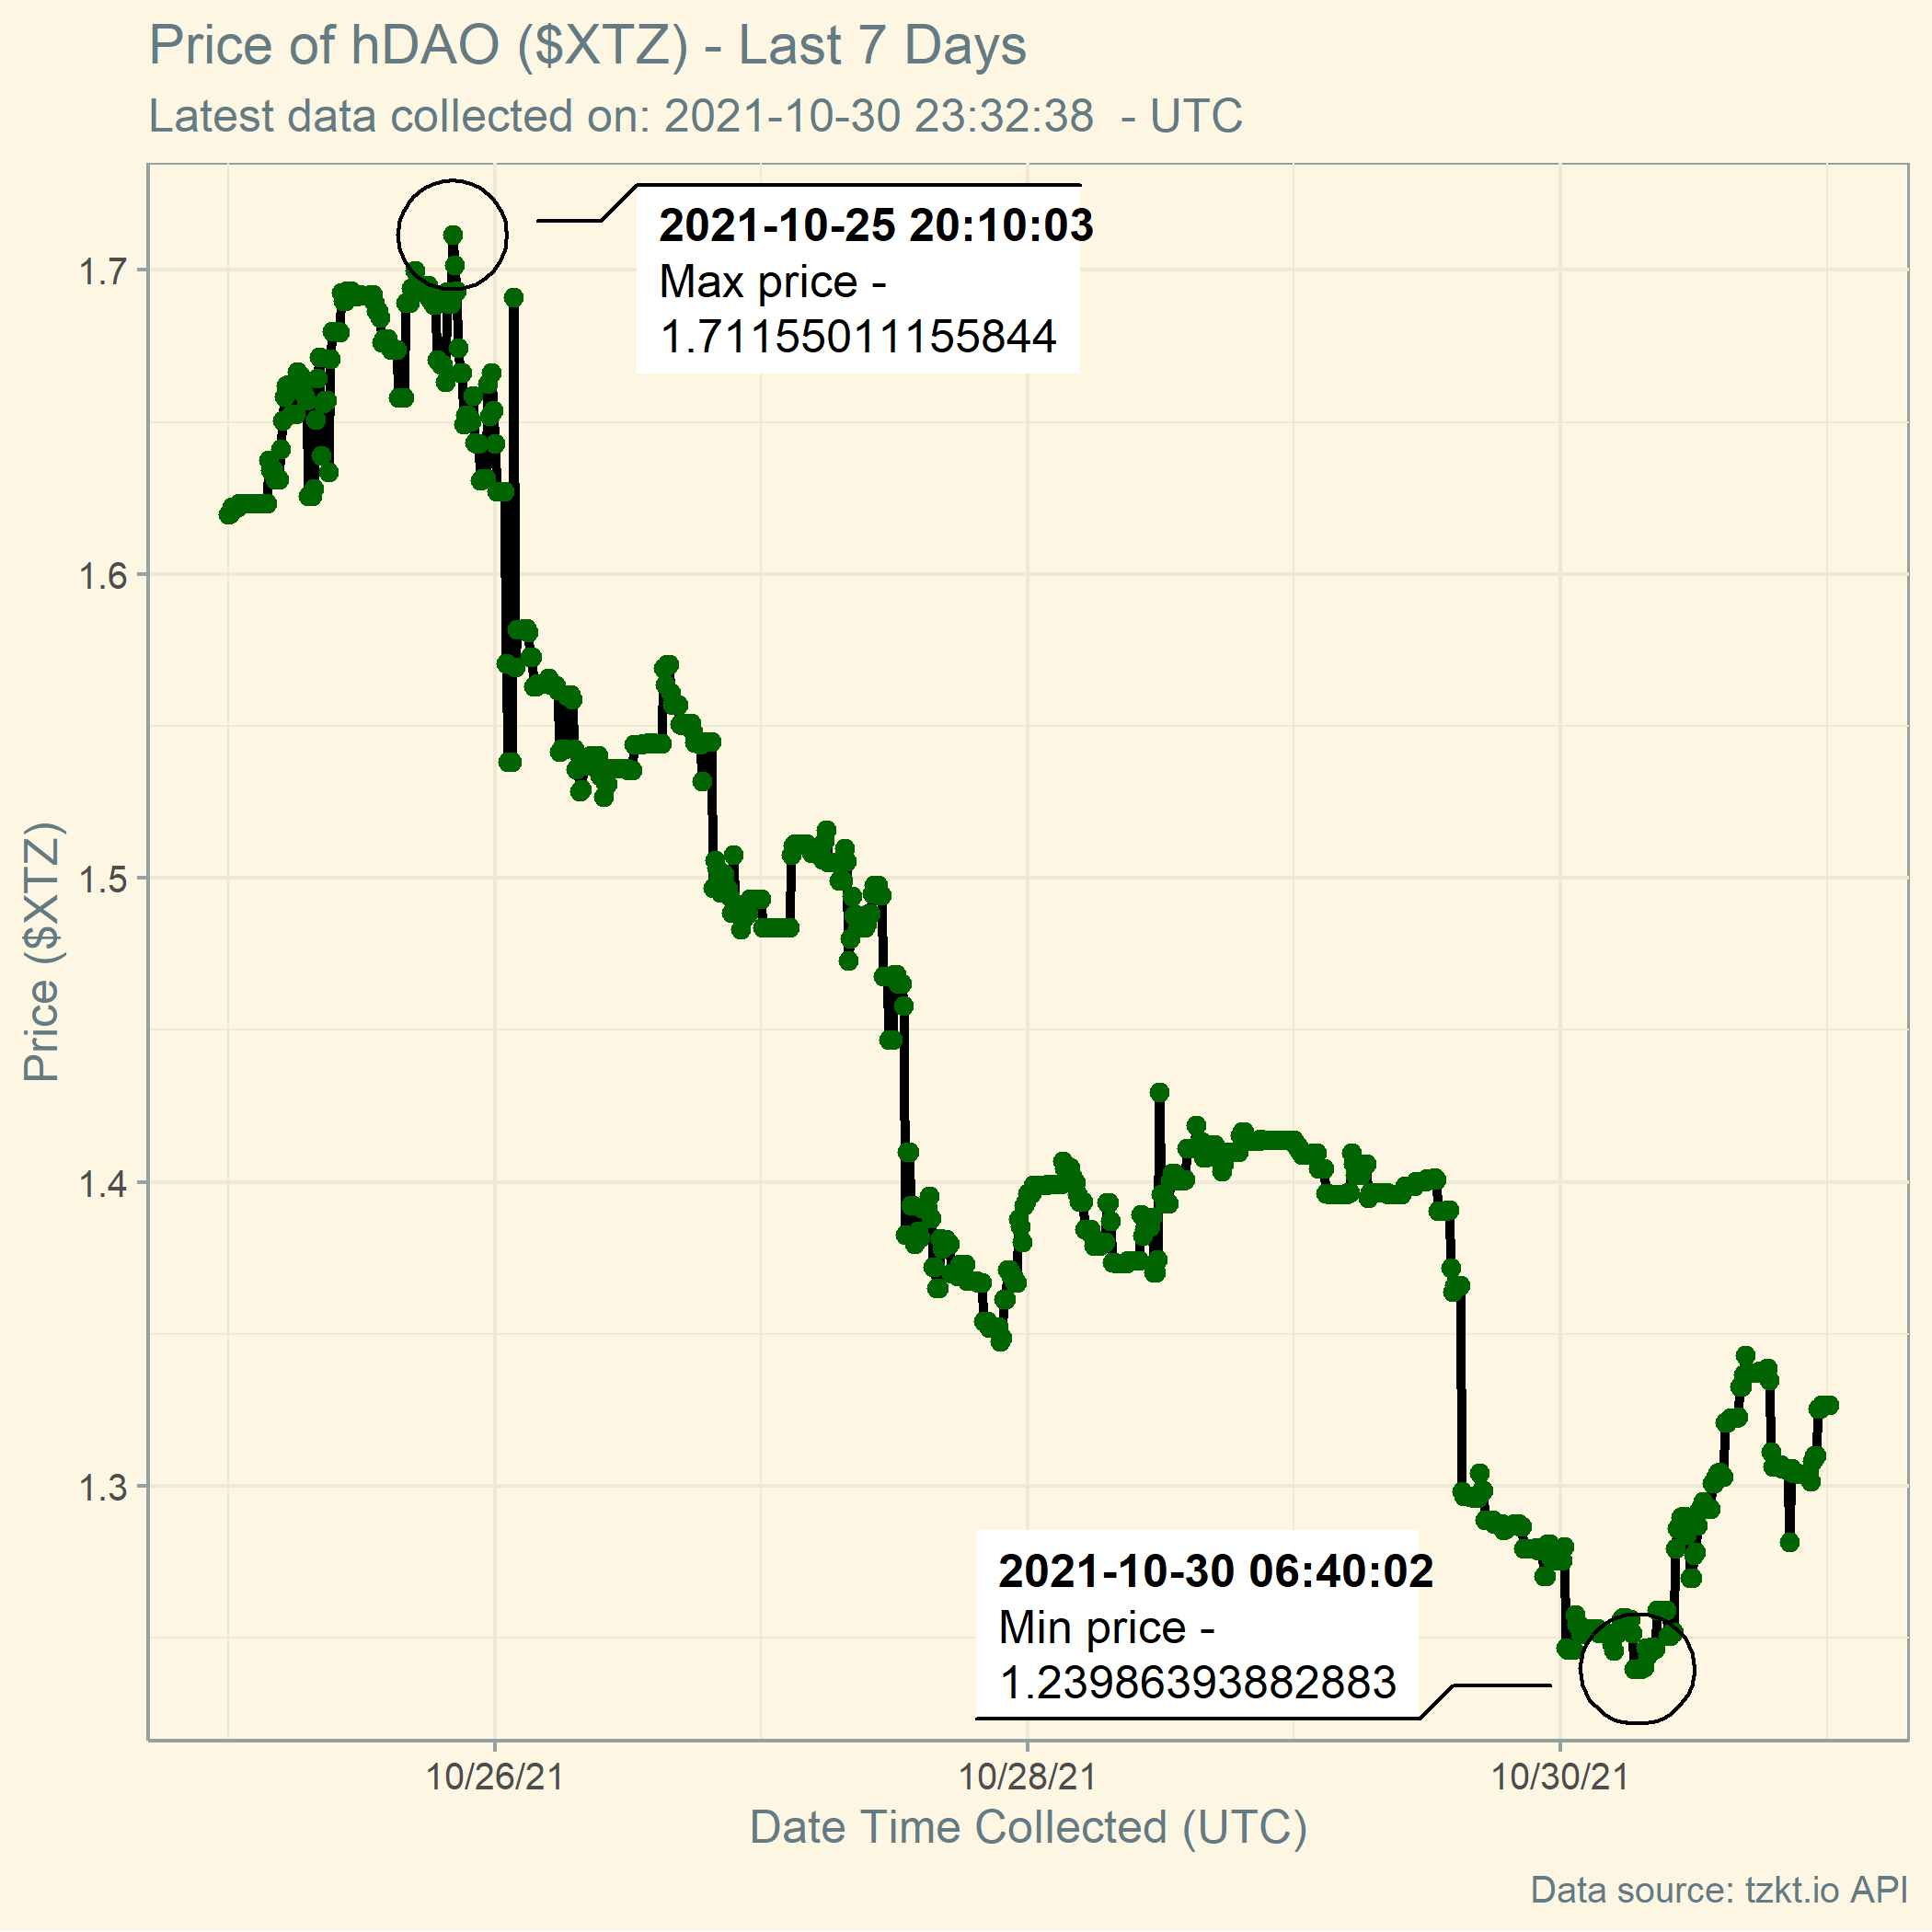 Price of hDAO ($XTZ) - Last 7 Days
Latest data collected on: 2021-10-30 23:32:38  - UTC
2021-10-25 20:10:03
Max price -
1.71155011155844
1.7
1.6
1.5
1.4
1.3
Price ($XTZ)
2021-10-30 06:40:02
Min price -
1.23986393882883
10/26/21
10/28/21
10/30/21
Date Time Collected (UTC)
Data source: tzkt.io API